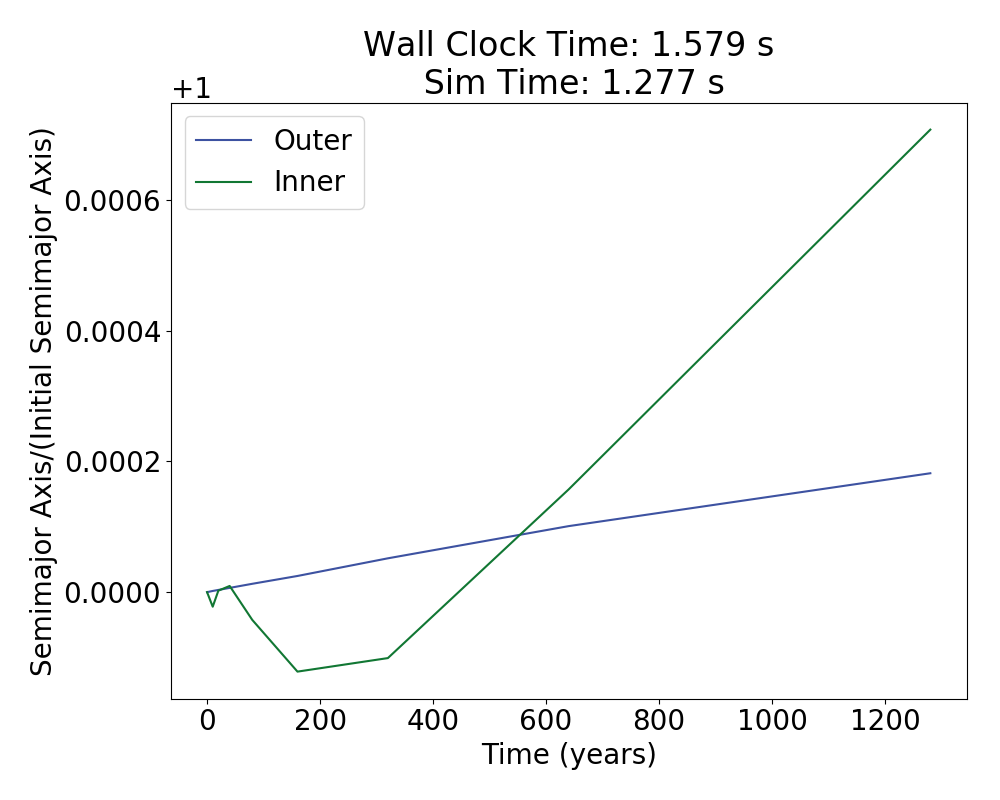 Wall Clock Time: 1.579 s
Sim Time: 1.277 s
+1
Outer
Inner
Semimajor Axis/(Initial Semimajor Axis)
0.0006
0.0004
0.0002
0.0000
0 200 400 600 800 1000 1200
Time (years)